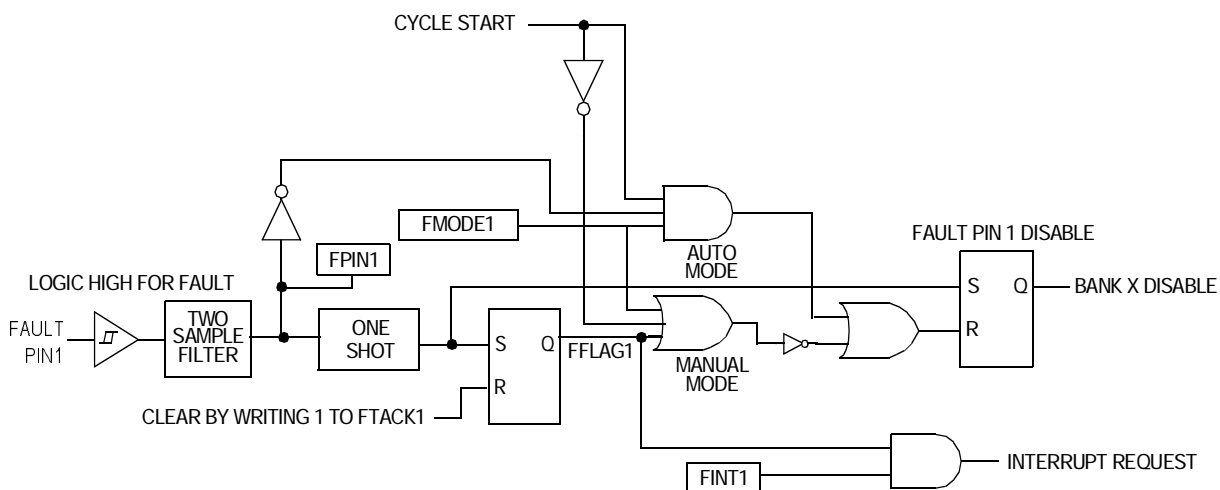 CYCLE START
FMODE1
AUTO
MODE
FAULT PIN 1 DISABLE
FPIN1
LOGIC HIGH FOR FAULT
S
Q
BANK X DISABLE
R
FAULT
PIN1
TWO
SAMPLE
FILTER
ONE
SHOT
S
Q
FFLAG1
MANUAL
MODE
R
CLEAR BY WRITING 1 TO FTACK1
INTERRUPT REQUEST
FINT1